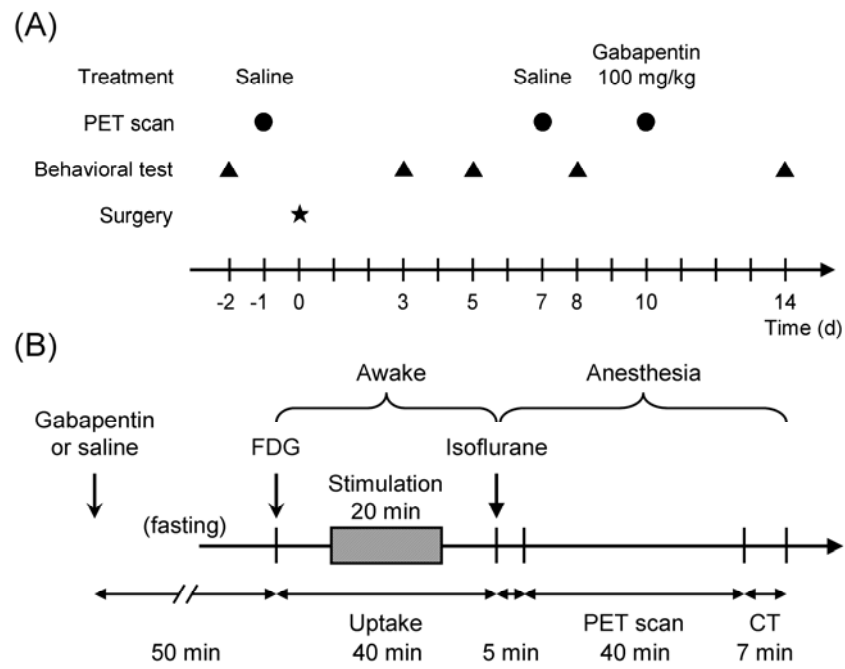 (A)
Treatment Saline Saline Gabapentin
100 mg/kg
PET scan
Behavioral test
Surgery
-2 -1 0 3 5 7 8 10 14
Time (d)
(B)
Awake Anesthesia
Gabapentin
or saline
FDG Isoflurane
Stimulation
20 min
(fasting)
Uptake PET scan CT
50 min 40 min 5 min 40 min 7 min